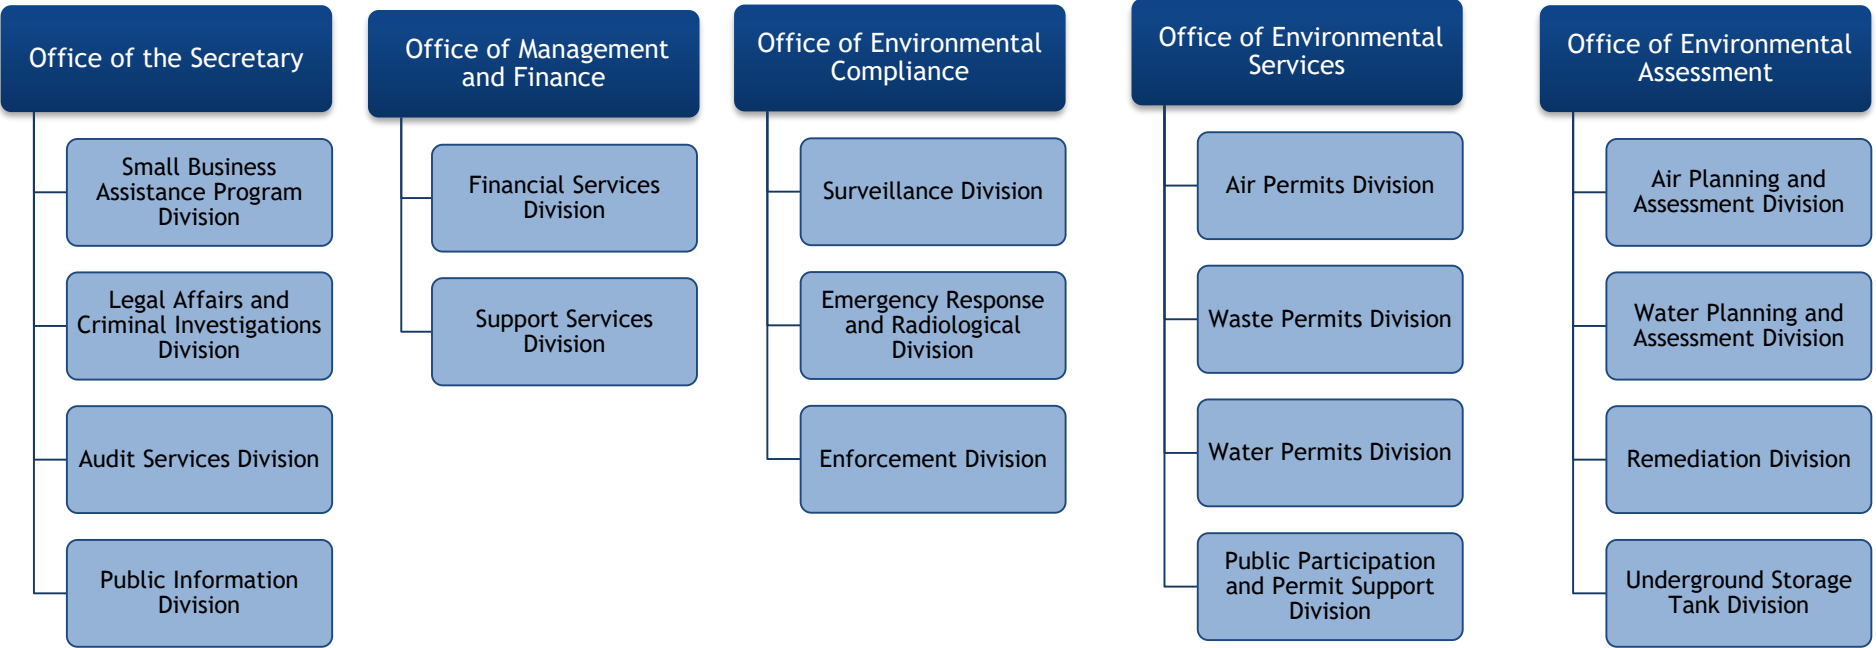 Office of the Secretary
Small Business
Assistance Program
Division
Legal Affairs and
Criminal Investigations
Division
Audit Services Division
Public Information
Division
Office of Management
and Finance
Financial Services
Division
Support Services
Division
Office of Environmental
Compliance
Surveillance Division
Emergency Response
and Radiological
Division
Enforcement Division
Office of Environmental
Services
Air Permits Division
Waste Permits Division
Water Permits Division
Public Participation
and Permit Support
Division
Office of Environmental
Assessment
Air Planning and
Assessment Division
Water Planning and
Assessment Division
Remediation Division
Underground Storage
Tank Division